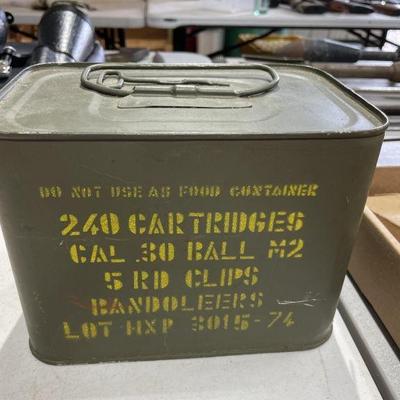 DO NOT USE AS FOOD CONTAINER
240 CARTRIDGES
CAL .30 BALL M2
5 RD CLIPS
BANDOLEERS
LOT HXP 3015-74